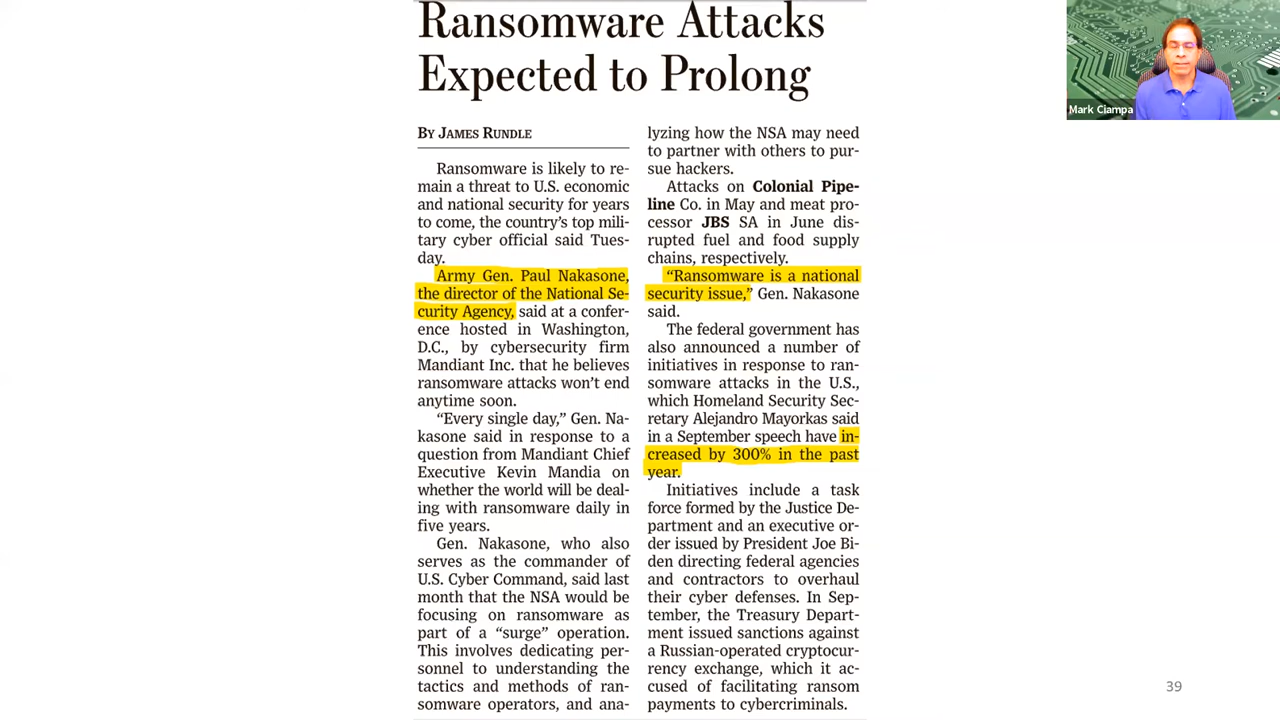 Ransomware Attacks
Expected to Prolong
BY JAMES RUNDLE
Ransomware is likely to re-
main a threat to U.S. economic
and national security for years
to come, the country's top mili-
tary cyber official said Tues-
day.
Army Gen. Paul Nakasone,
the director of the National Se-
curity Agency, said at a confer-
ence hosted in Washington,
D.C., by cybersecurity firm
Mandiant Inc. that he believes
ransomware attacks won't end
anytime soon.
"Every single day," Gen. Na-
kasone said in response to a
question from Mandiant Chief
Executive Kevin Mandia on
whether the world will be deal-
ing with ransomware daily in
five years.
Gen. Nakasone, who also
serves as the commander of
U.S. Cyber Command, said last
month that the NSA would be
focusing on ransomware as
part of a "surge" operation.
This involves dedicating per-
sonnel to understanding the
tactics and methods of ran-
somware operators, and ana-
lyzing how the NSA may need
to partner with others to pur-
sue hackers.
Attacks on Colonial Pipe-
line Co. in May and meat pro-
cessor JBS SA in June dis-
rupted fuel and food supply
chains, respectively.
"Ransomware is a national
security issue," Gen. Nakasone
said.
The federal government has
also announced a number of
initiatives in response to ran-
somware attacks in the U.S.,
which Homeland Security Sec-
retary Alejandro Mayorkas said
in a September speech have in-
creased by 300% in the past
year.
Initiatives include a task
force formed by the Justice De-
partment and an executive or-
der issued by President Joe Bi-
den directing federal agencies
and contractors to overhaul
their cyber defenses. In Sep-
tember, the Treasury Depart-
ment issued sanctions against
a Russian-operated cryptocur-
rency exchange, which it ac-
cused of facilitating ransom
payments to cybercriminals.
Mark Ciampa
39